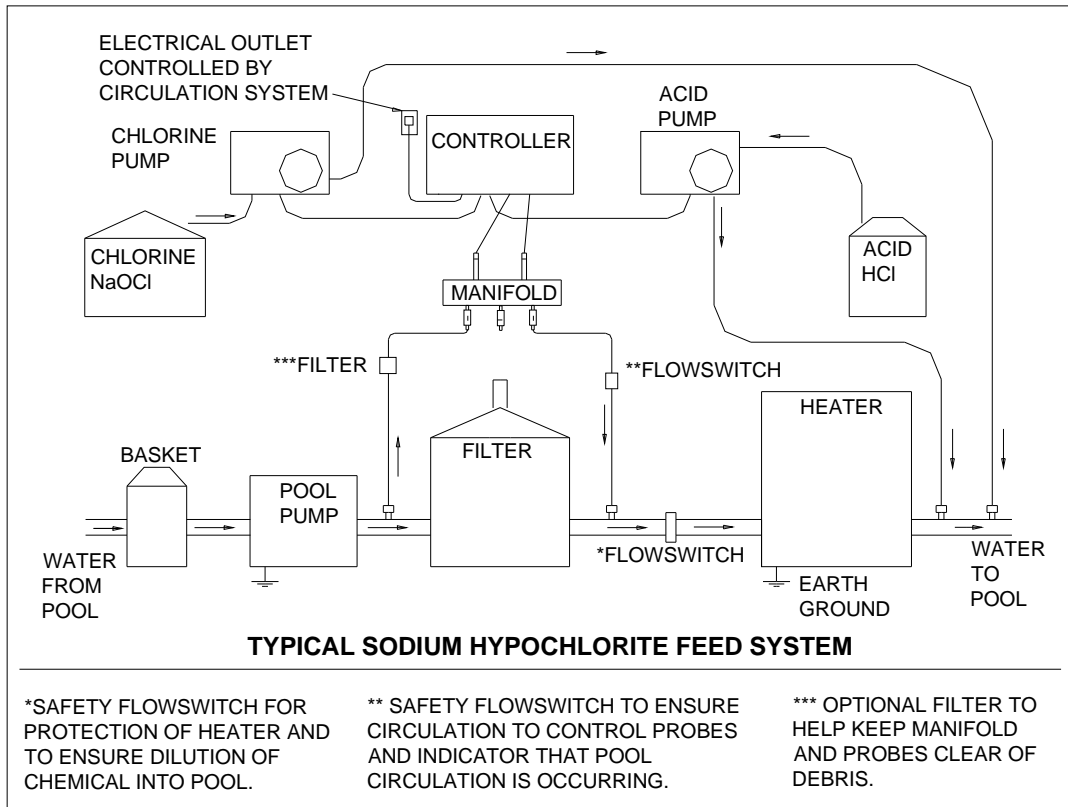 ELECTRICAL OUTLET
CONTROLLED BY
CIRCULATION SYSTEM
CHLORINE
PUMP
CONTROLLER
ACID
PUMP
CHLORINE
NaOCl
ACID
HCl
MANIFOLD
***FILTER
**FLOWSWITCH
BASKET
POOL
PUMP
FILTER
HEATER
*FLOWSWITCH
WATER
FROM
POOL
EARTH
GROUND
WATER
TO
POOL
TYPICAL SODIUM HYPOCHLORITE FEED SYSTEM
*SAFETY FLOWSWITCH FOR
PROTECTION OF HEATER AND
TO ENSURE DILUTION OF
CHEMICAL INTO POOL.
** SAFETY FLOWSWITCH TO ENSURE
CIRCULATION TO CONTROL PROBES
AND INDICATOR THAT POOL
CIRCULATION IS OCCURRING.
*** OPTIONAL FILTER TO
HELP KEEP MANIFOLD
AND PROBES CLEAR OF
DEBRIS.